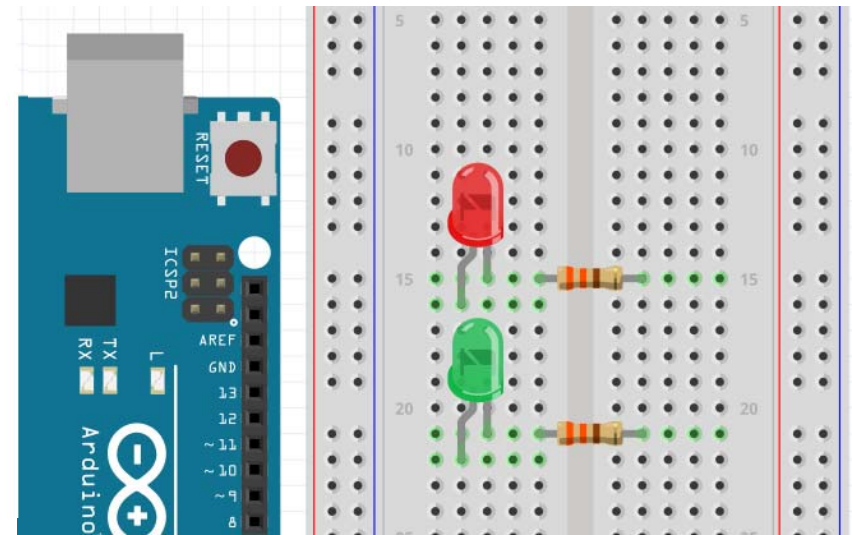 5
5
RESET
10
10
ICSP2
15
15
AREF
GND
RX
TX
L
13
12
20
20
~11
~10
~9
8
Arduino